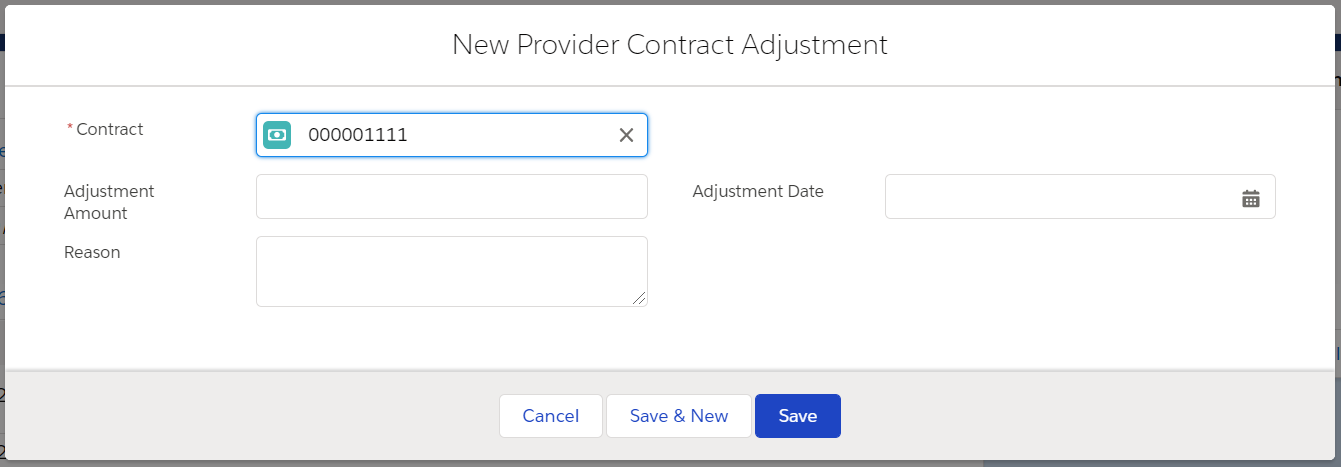 New Provider Contract Adjustment
* Contract
000001111
Adjustment
Amount
Adjustment Date
Reason
Cancel
Save & New
Save